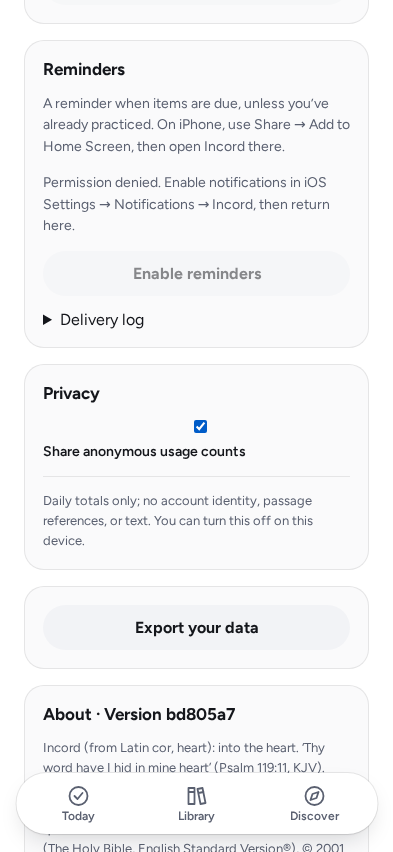 Reminders
A reminder when items are due, unless you’ve
already practiced. On iPhone, use Share → Add to
Home Screen, then open Incord there.
Permission denied. Enable notifications in iOS
Settings → Notifications → Incord, then return
here.
Enable reminders
▶ Delivery log
Privacy
Share anonymous usage counts
Daily totals only; no account identity, passage
references, or text. You can turn this off on this
device.
Export your data
About · Version bd805a7
Incord (from Latin cor, heart): into the heart. ‘Thy
word have I hid in mine heart’ (Psalm 119:11, KJV).
Today
Library
Discover
(The Holy Bible, English Standard Version®), © 2001